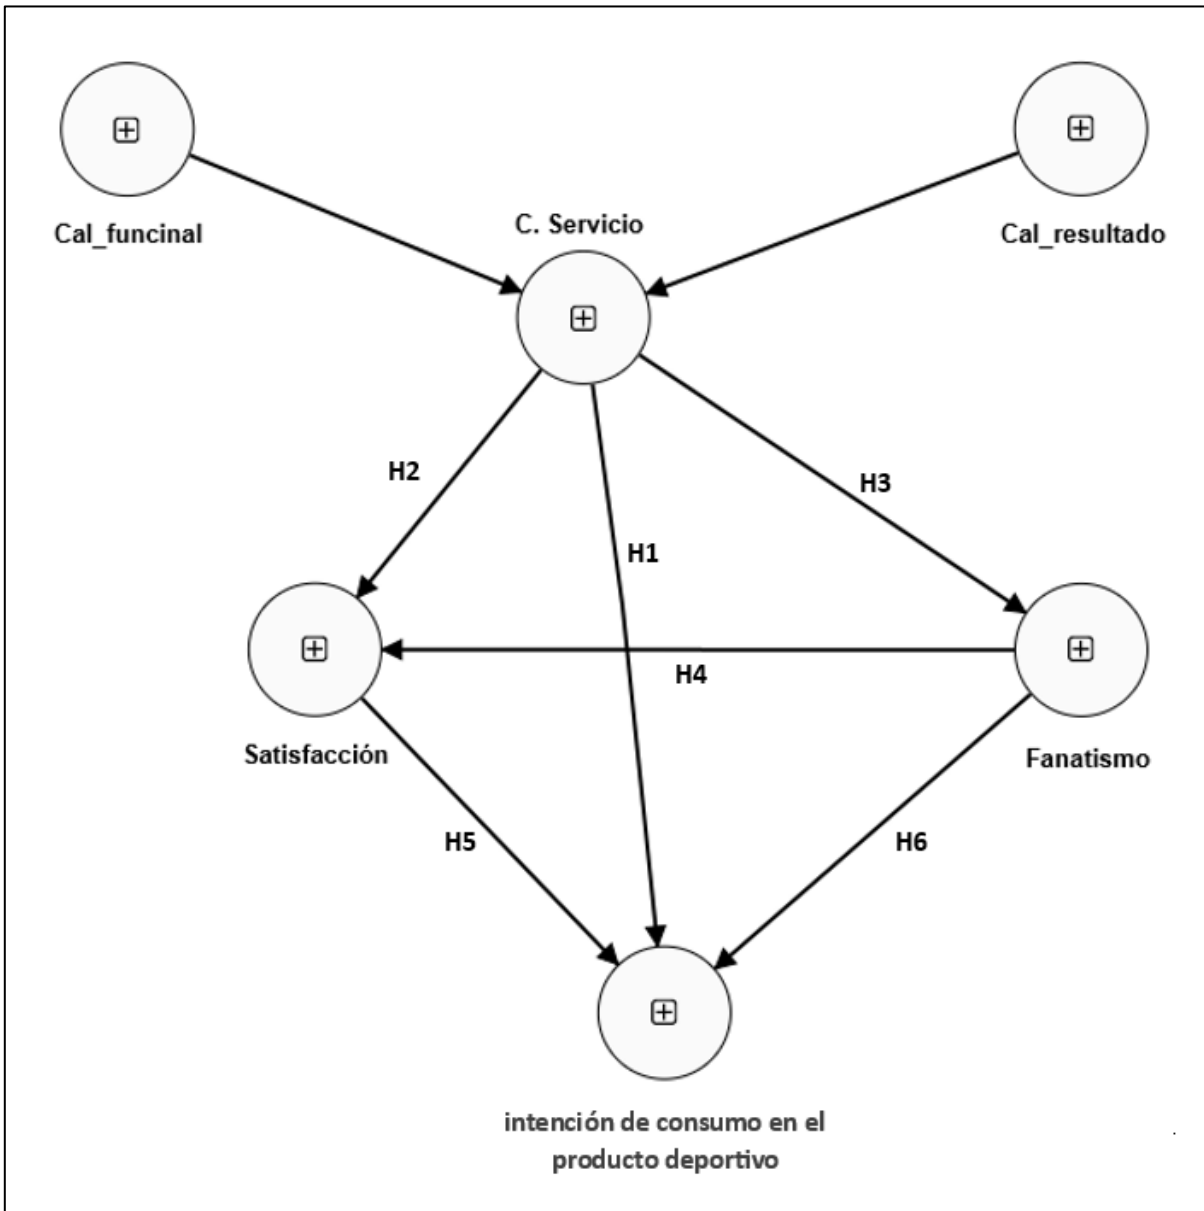 Cal_funcinal
C. Servicio
Cal_resultado
H2
H3
H1
H4
Satisfacción
Fanatismo
H5
H6
intención de consumo en el
producto deportivo